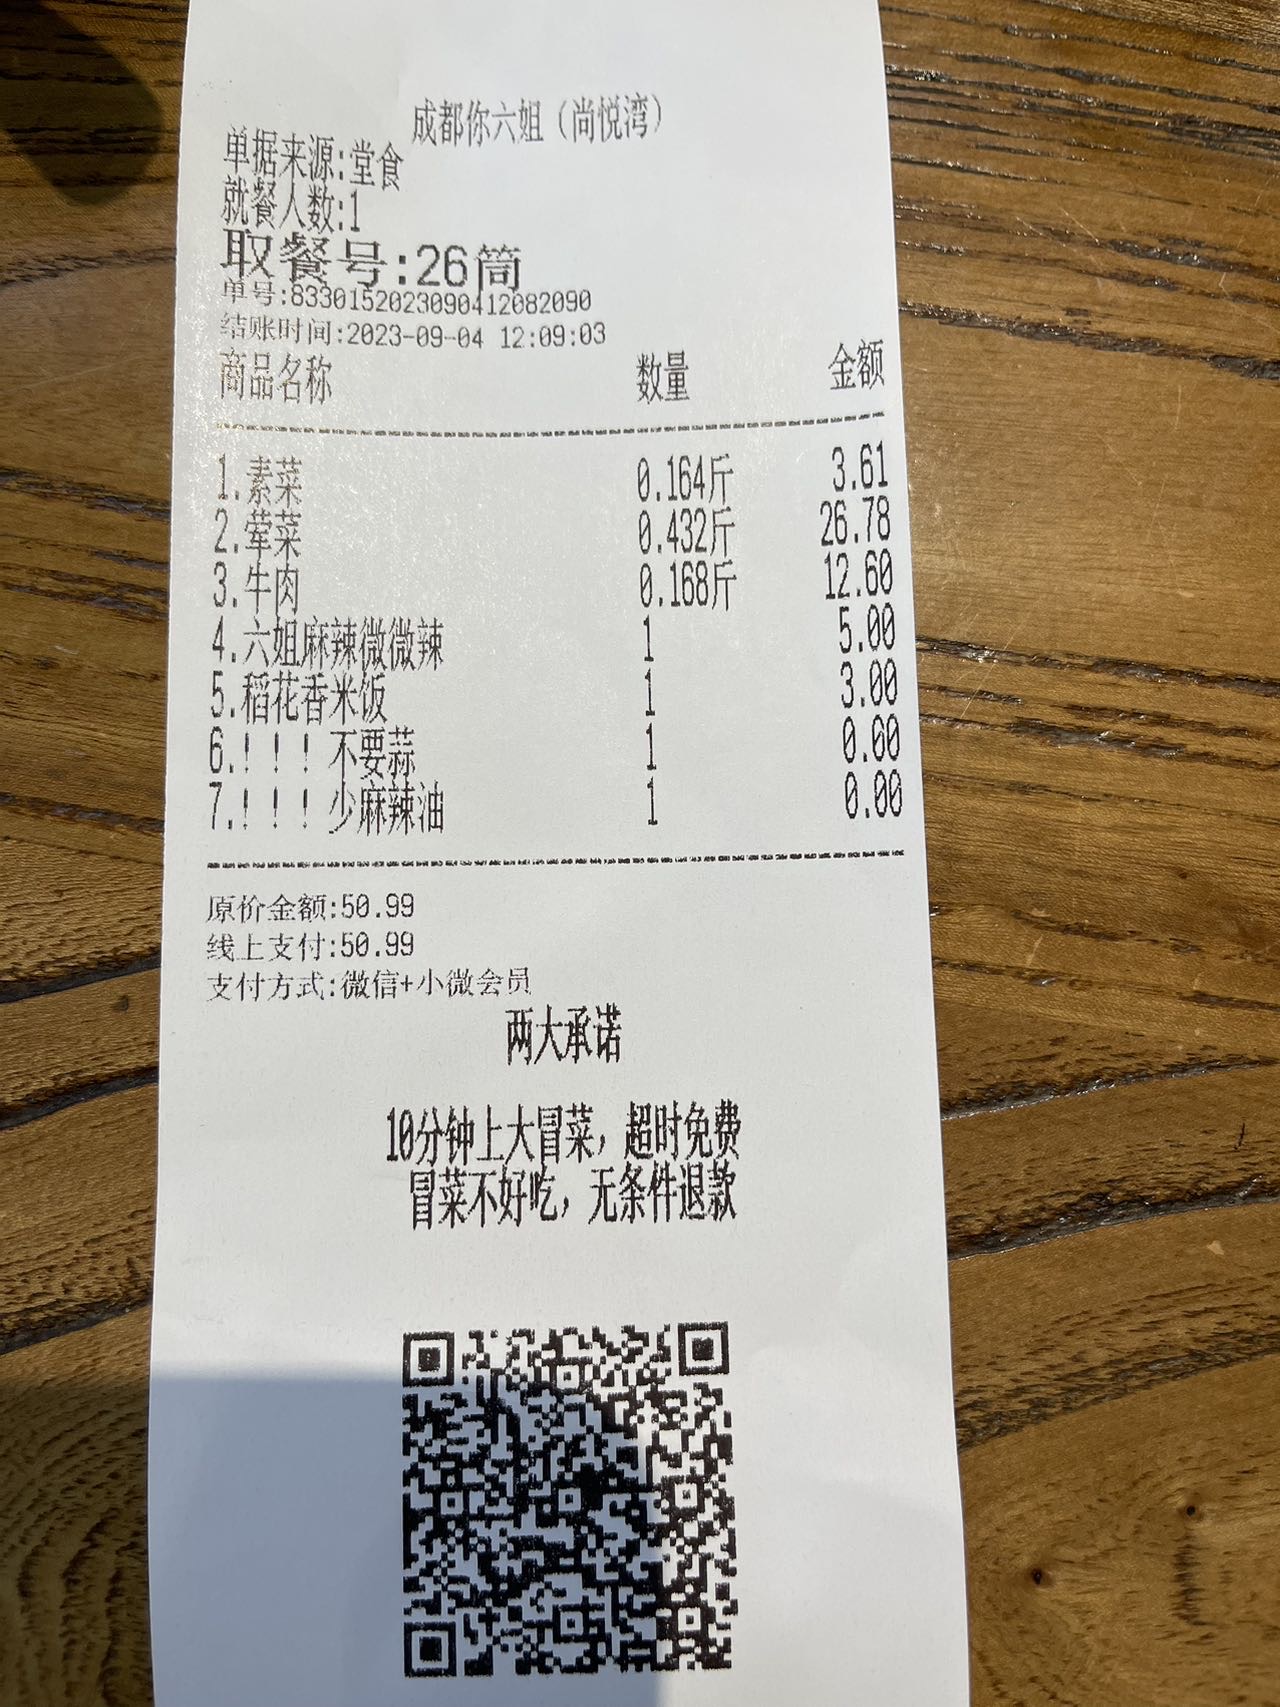 成都你六姐（尚悦湾）
单据来源:堂食
就餐人数:1
取餐号:26筒
单号:8330152023090412082090
结账时间:2023-09-04 12:09:03
商品名称 数量 金额
1.素菜 0.164斤 3.61
2.荤菜 0.432斤 26.78
3.牛肉 0.168斤 12.60
4.六姐麻辣微微辣 1 5.00
5.稻花香米饭 1 3.00
6.！！！不要蒜 1 0.00
7.！！！少麻辣油 1 0.00
原价金额:50.99
线上支付:50.99
支付方式:微信+小微会员
两大承诺
10分钟上大冒菜，超时免费
冒菜不好吃，无条件退款